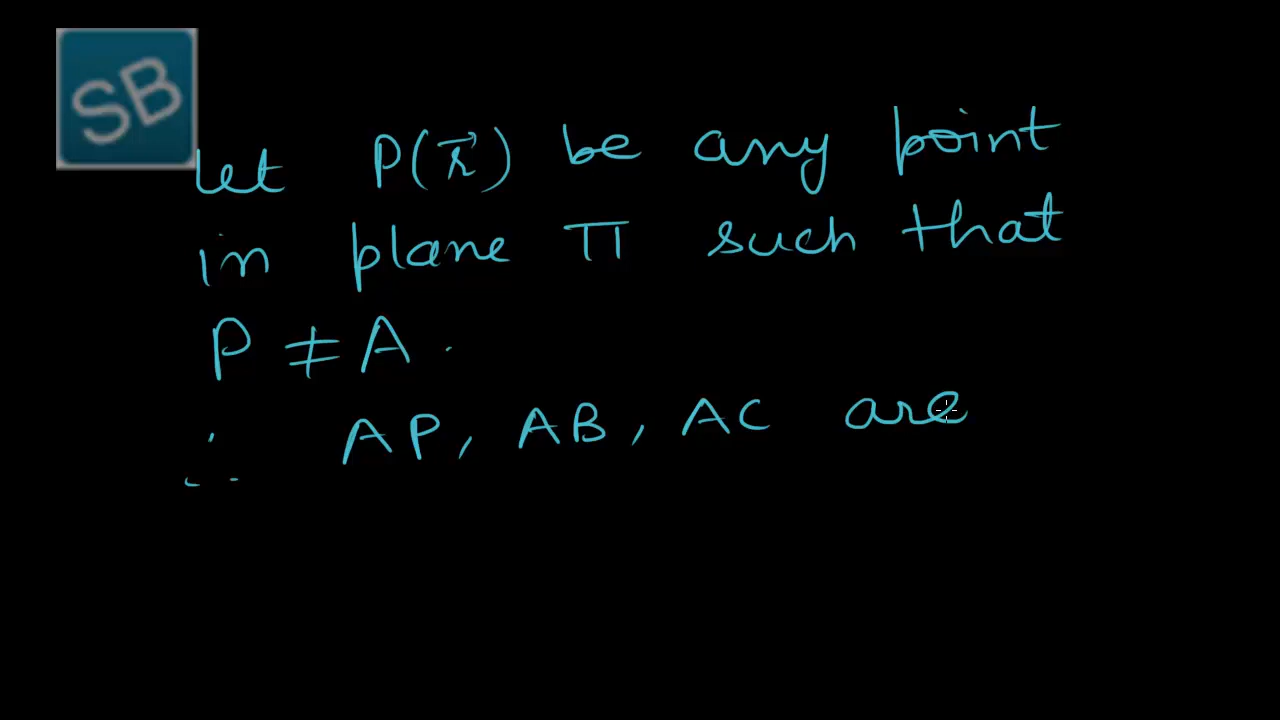 SB
let P(r⃗) be any point
in plane π such that
P ≠ A.
∴ AP, AB, AC are